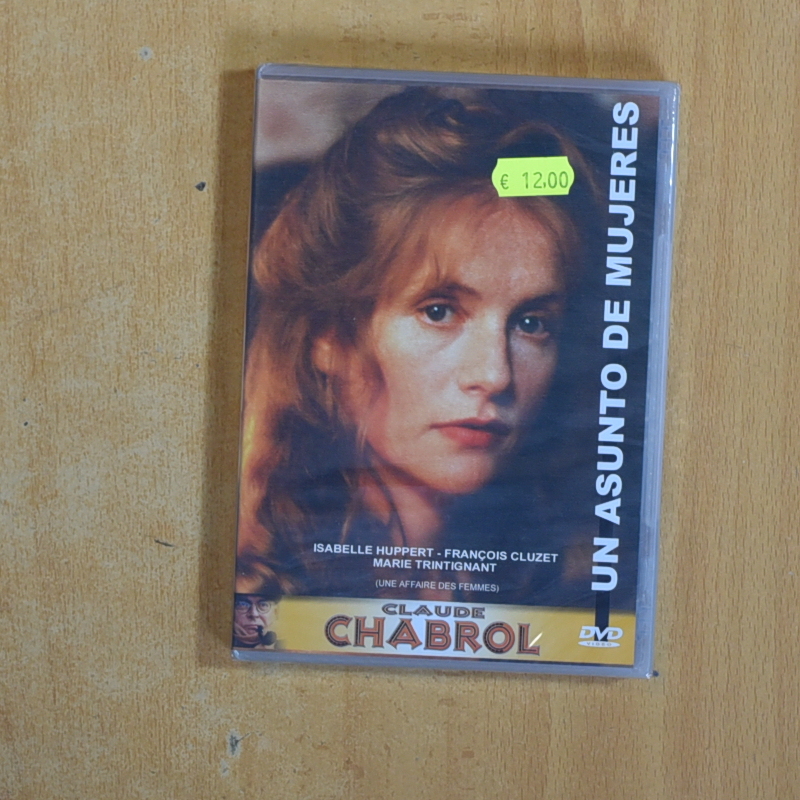 € 12,00
UN ASUNTO DE MUJERES
ISABELLE HUPPERT - FRANÇOIS CLUZET
MARIE TRINTIGNANT
(UNE AFFAIRE DES FEMMES)
CLAUDE
CHABROL
DVD
VIDEO